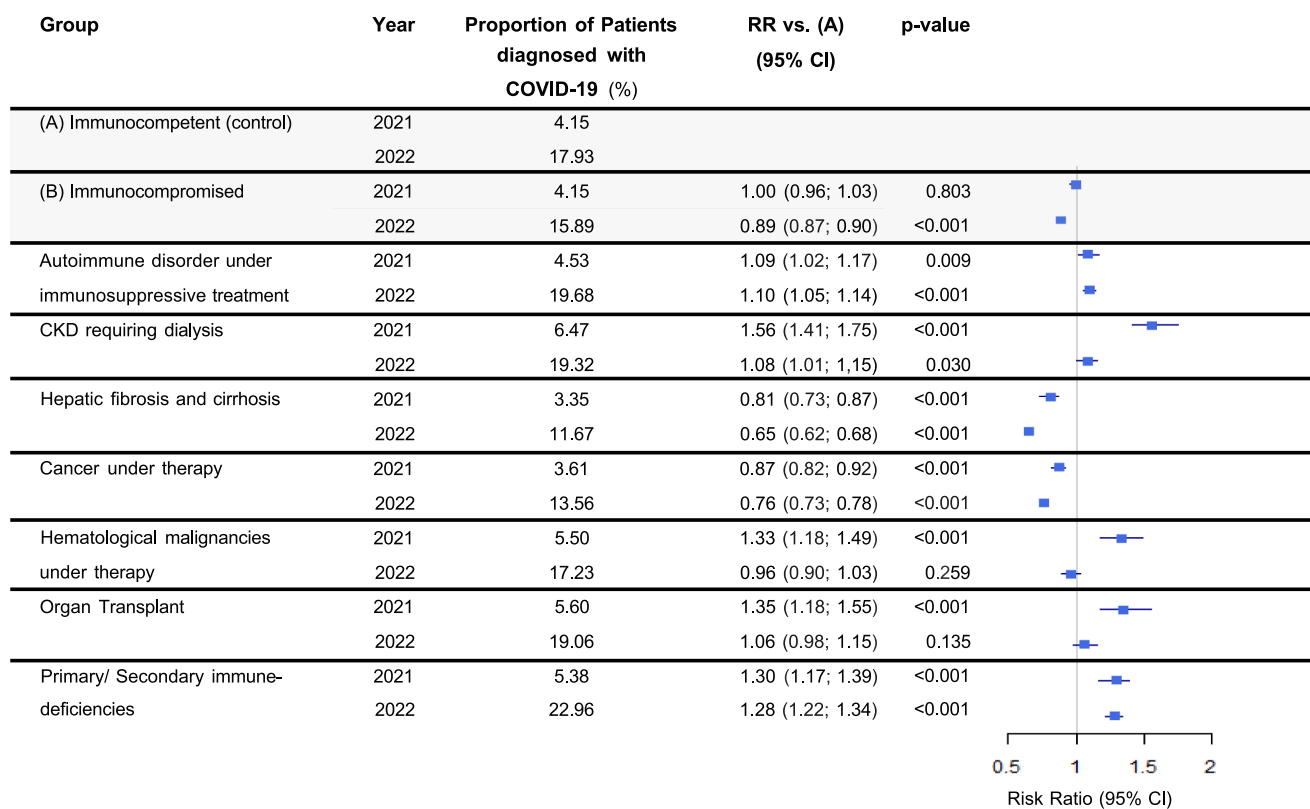 Group Year Proportion of Patients RR vs. (A) p-value
diagnosed with (95% CI)
COVID-19 (%)
(A) Immunocompetent (control) 2021 4.15
2022 17.93
(B) Immunocompromised 2021 4.15 1.00 (0.96; 1.03) 0.803
2022 15.89 0.89 (0.87; 0.90) <0.001
Autoimmune disorder under 2021 4.53 1.09 (1.02; 1.17) 0.009
immunosuppressive treatment 2022 19.68 1.10 (1.05; 1.14) <0.001
CKD requiring dialysis 2021 6.47 1.56 (1.41; 1.75) <0.001
2022 19.32 1.08 (1.01; 1,15) 0.030
Hepatic fibrosis and cirrhosis 2021 3.35 0.81 (0.73; 0.87) <0.001
2022 11.67 0.65 (0.62; 0.68) <0.001
Cancer under therapy 2021 3.61 0.87 (0.82; 0.92) <0.001
2022 13.56 0.76 (0.73; 0.78) <0.001
Hematological malignancies 2021 5.50 1.33 (1.18; 1.49) <0.001
under therapy 2022 17.23 0.96 (0.90; 1.03) 0.259
Organ Transplant 2021 5.60 1.35 (1.18; 1.55) <0.001
2022 19.06 1.06 (0.98; 1.15) 0.135
Primary/ Secondary immune- 2021 5.38 1.30 (1.17; 1.39) <0.001
deficiencies 2022 22.96 1.28 (1.22; 1.34) <0.001
0.5 1 1.5 2
Risk Ratio (95% CI)